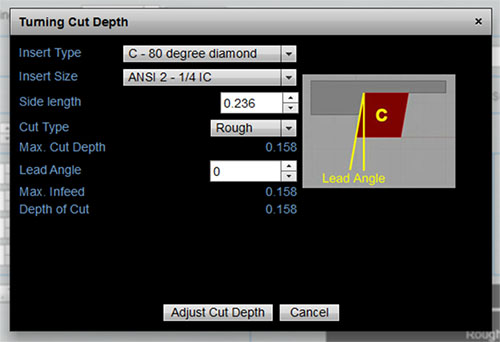 Turning Cut Depth ×
Insert Type C - 80 degree diamond
Insert Size ANSI 2 - 1/4 IC
Side length 0.236
Cut Type Rough
Max. Cut Depth 0.158
Lead Angle 0
Max. Infeed 0.158
Depth of Cut 0.158
C
Lead Angle
Adjust Cut Depth Cancel
Rough